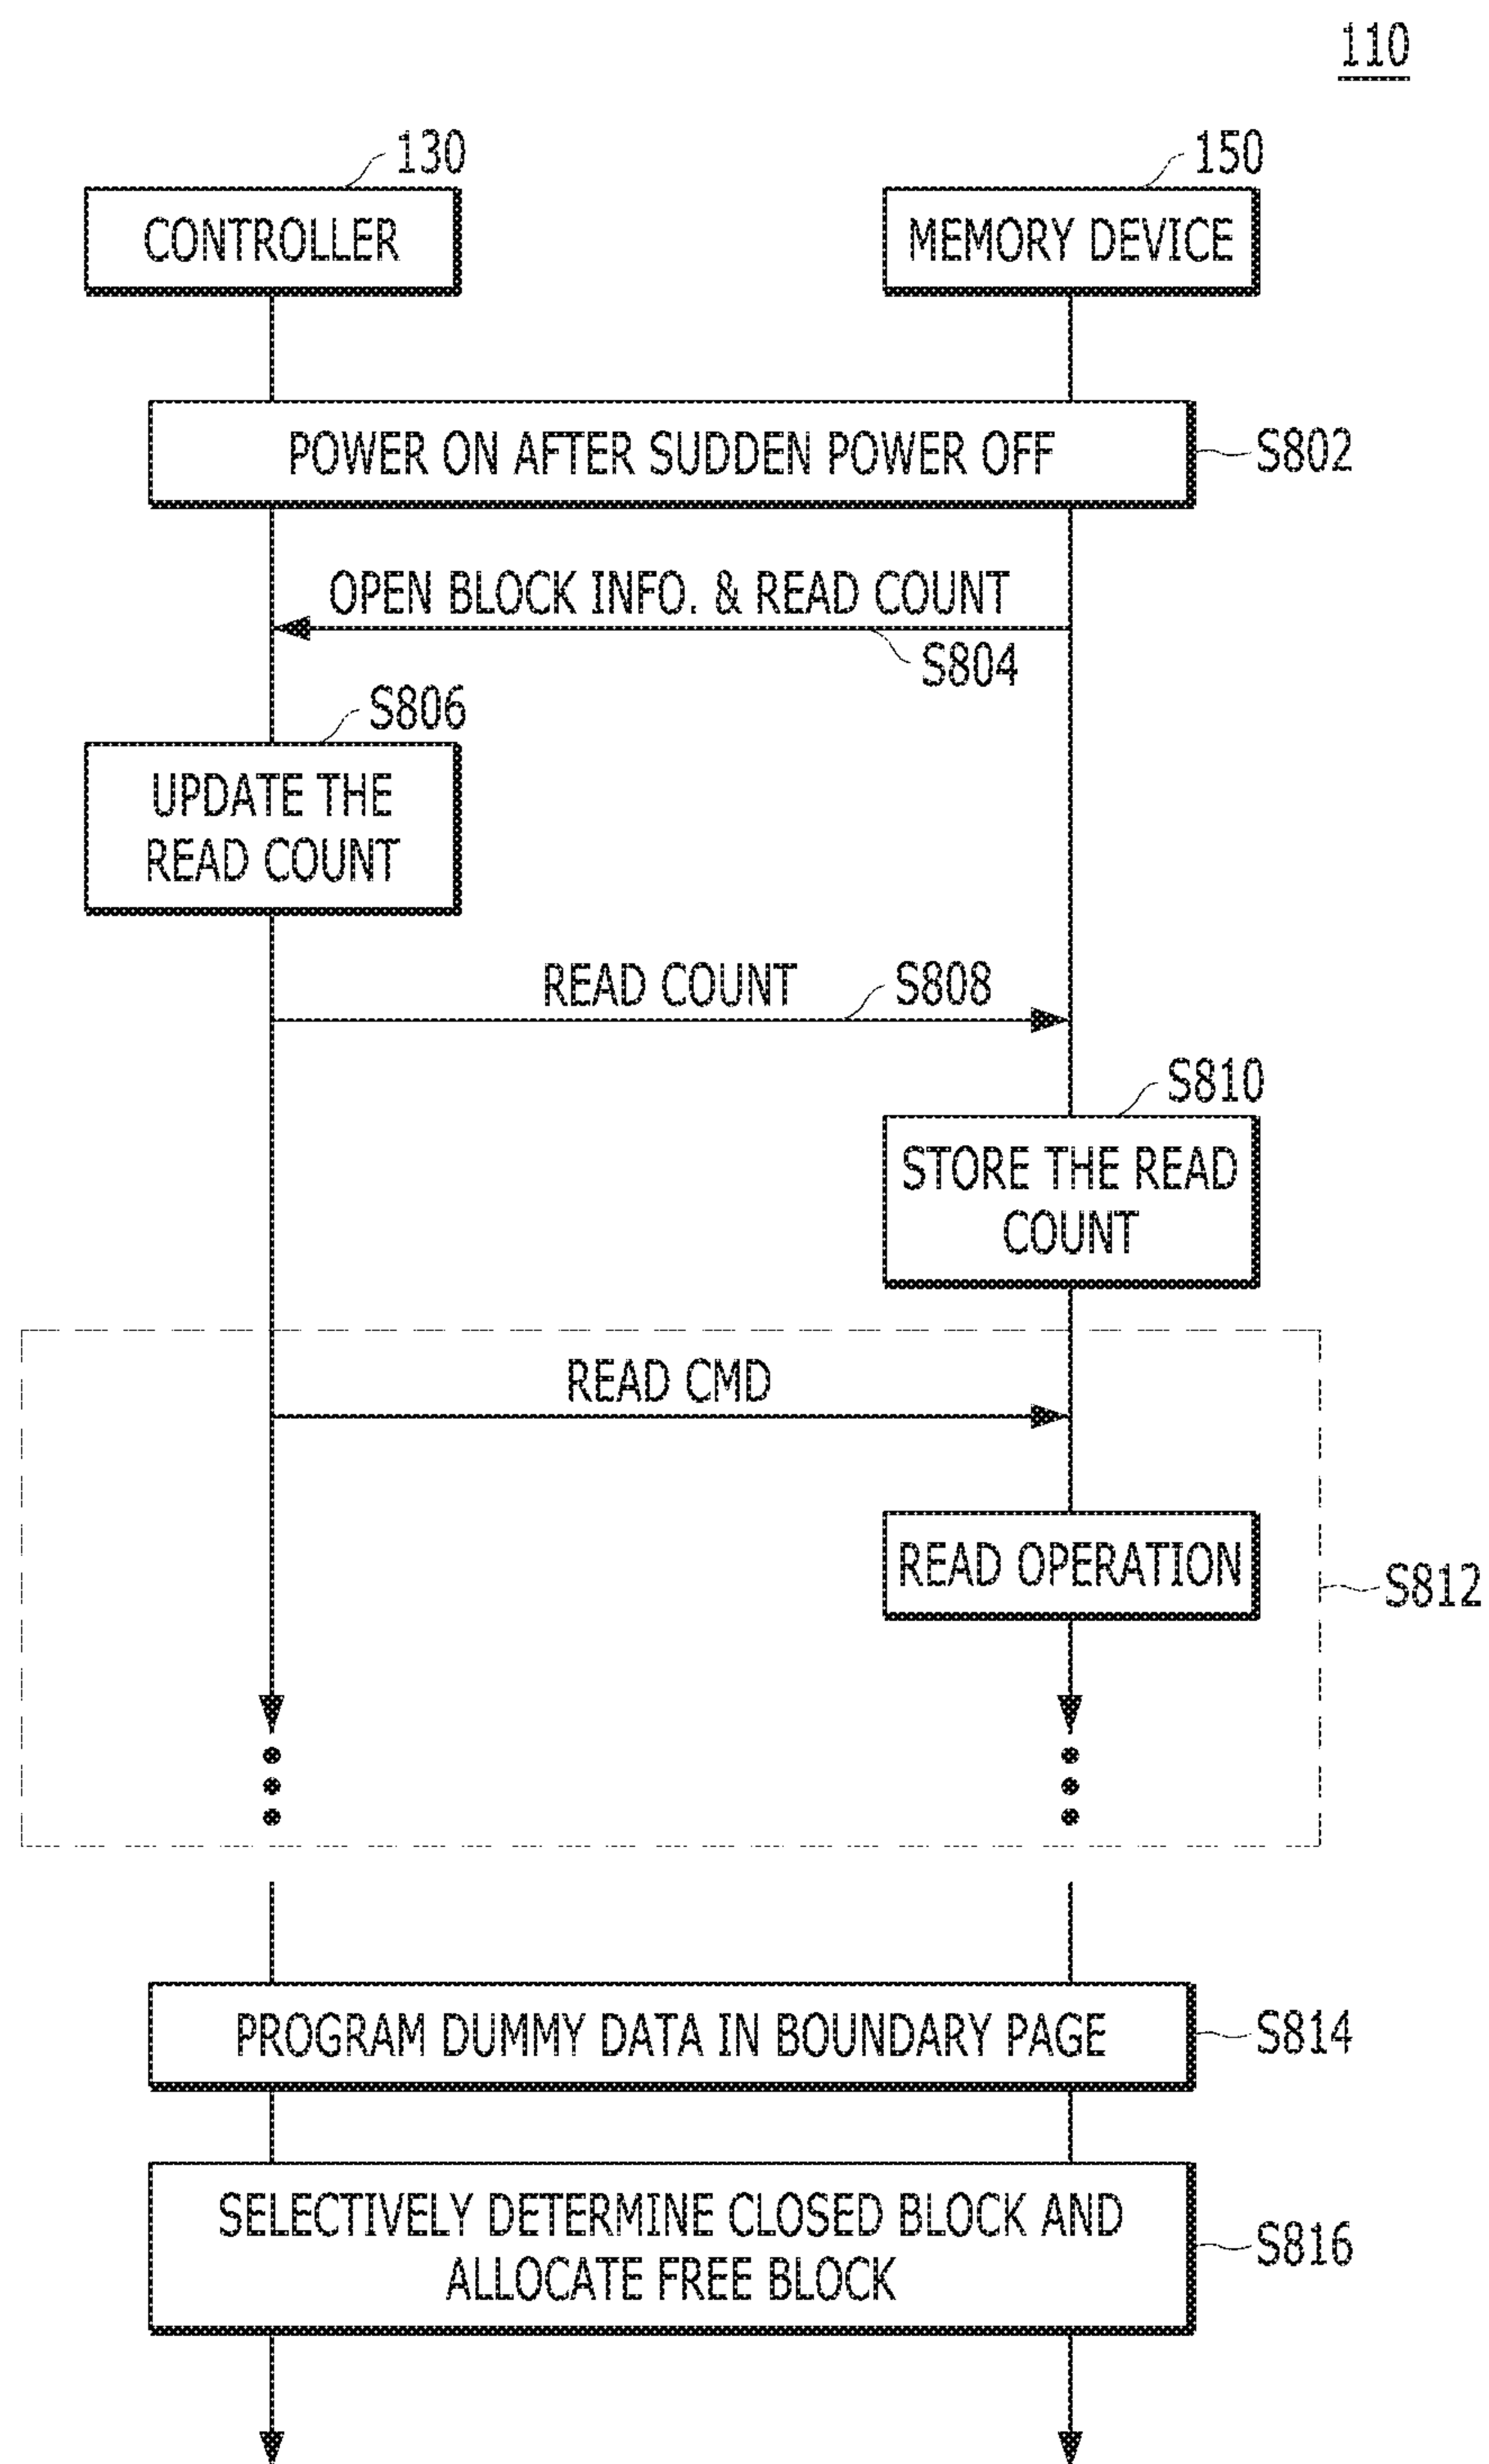 110
130
150
CONTROLLER
MEMORY DEVICE
POWER ON AFTER SUDDEN POWER OFF
S802
OPEN BLOCK INFO. & READ COUNT
S804
S806
UPDATE THE
READ COUNT
READ COUNT
S808
S810
STORE THE READ
COUNT
READ CMD
READ OPERATION
S812
PROGRAM DUMMY DATA IN BOUNDARY PAGE
S814
SELECTIVELY DETERMINE CLOSED BLOCK AND
ALLOCATE FREE BLOCK
S816